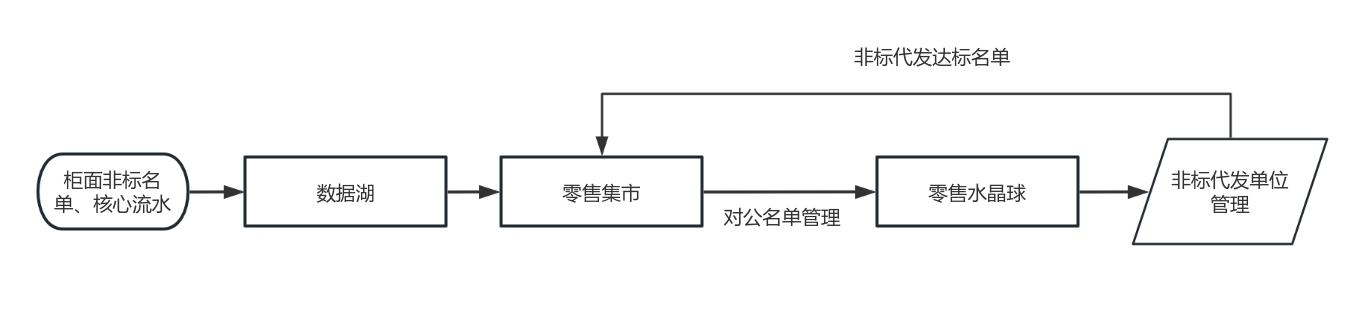 非标代发达标名单
柜面非标名
单、核心流水
数据湖
零售集市
对公名单管理
零售水晶球
非标代发单位
管理